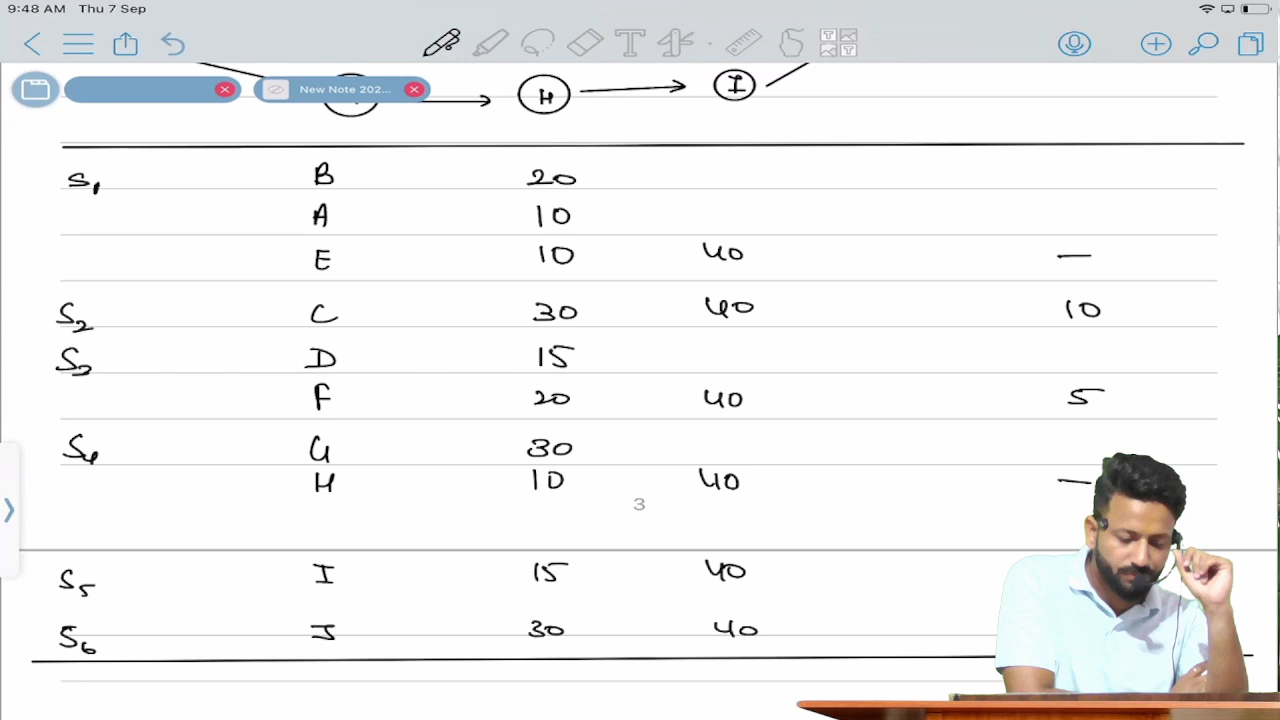 9:48 AM Thu 7 Sep
New Note 202...
H I
S₁ B 20
A 10
E 10 40 —
S₂ C 30 40 10
S₃ D 15
F 20 40 5
S₄ G 30
H 10 40 —
3
S₅ I 15 40
S₆ J 30 40